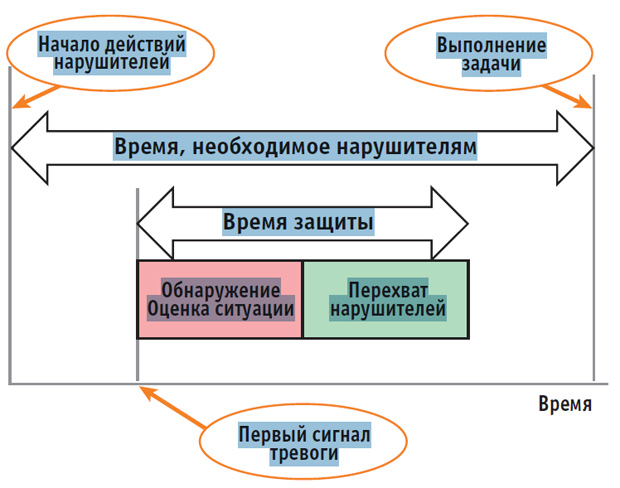 Начало действий
нарушителей
Выполнение
задачи
Время, необходимое нарушителям
Время защиты
Обнаружение
Оценка ситуации
Перехват
нарушителей
Время
Первый сигнал
тревоги